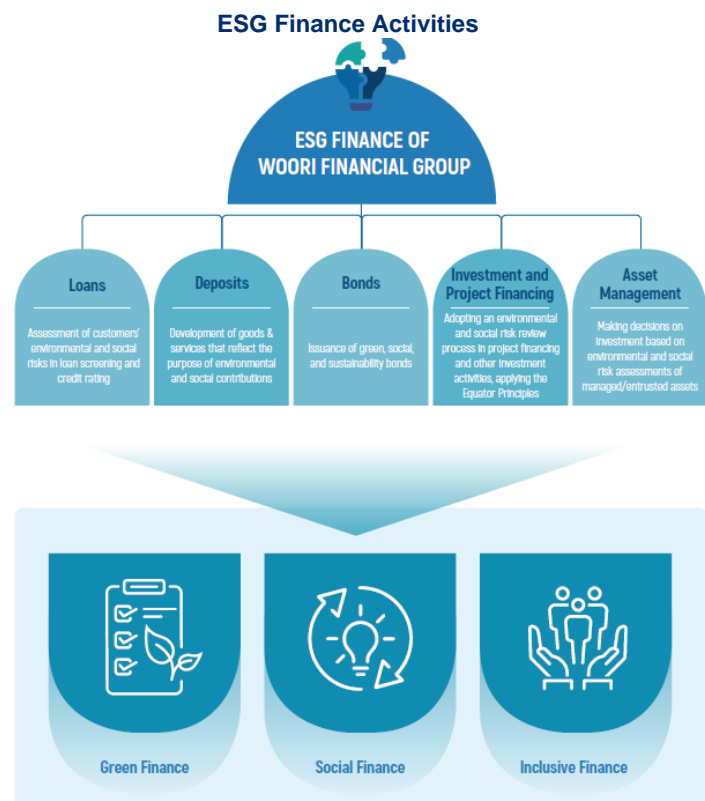 ESG Finance Activities
ESG FINANCE OF
WOORI FINANCIAL GROUP
Loans
Assessment of customers'
environmental and social
risks in loan screening and
credit rating
Deposits
Development of goods &
services that reflect the
purpose of environmental
and social contributions
Bonds
Issuance of green, social,
and sustainability bonds
Investment and
Project Financing
Adopting an environmental
and social risk review
process in project financing
and other investment
activities, applying the
Equator Principles
Asset
Management
Making decisions on
investment based on
environmental and social
risk assessments of
managed/entrusted assets
Green Finance
Social Finance
Inclusive Finance